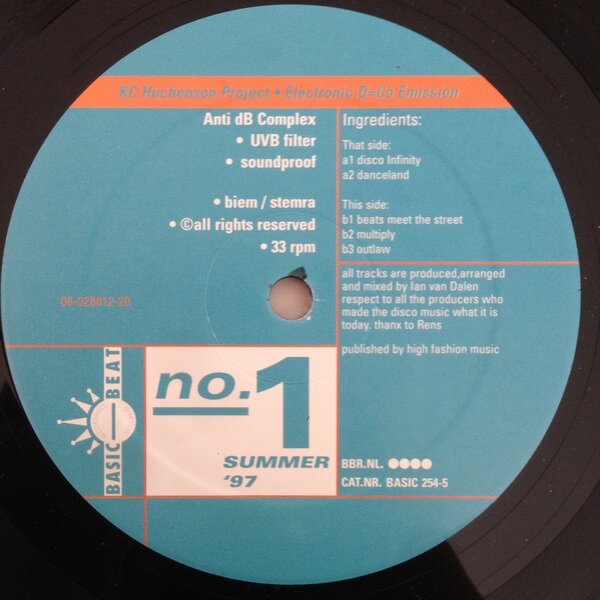 KC Huchenson Project • Electronic D=Co Emission
Anti dB Complex
• UVB filter
• soundproof
• biem / stemra
• ©all rights reserved
• 33 rpm
08-028812-20
Ingredients:
That side:
a1 disco Infinity
a2 danceland
This side:
b1 beats meet the street
b2 multiply
b3 outlaw
all tracks are produced,arranged
and mixed by Ian van Dalen
respect to all the producers who
made the disco music what it is
today. thanx to Rens
published by high fashion music
BASIC BEAT
no.1
SUMMER
'97
BBR.NL.
CAT.NR. BASIC 254-5